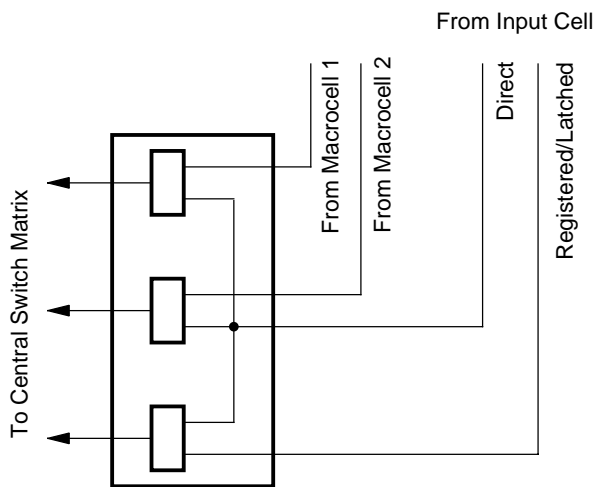 From Input Cell
From Macrocell 1
From Macrocell 2
Direct
Registered/Latched
To Central Switch Matrix